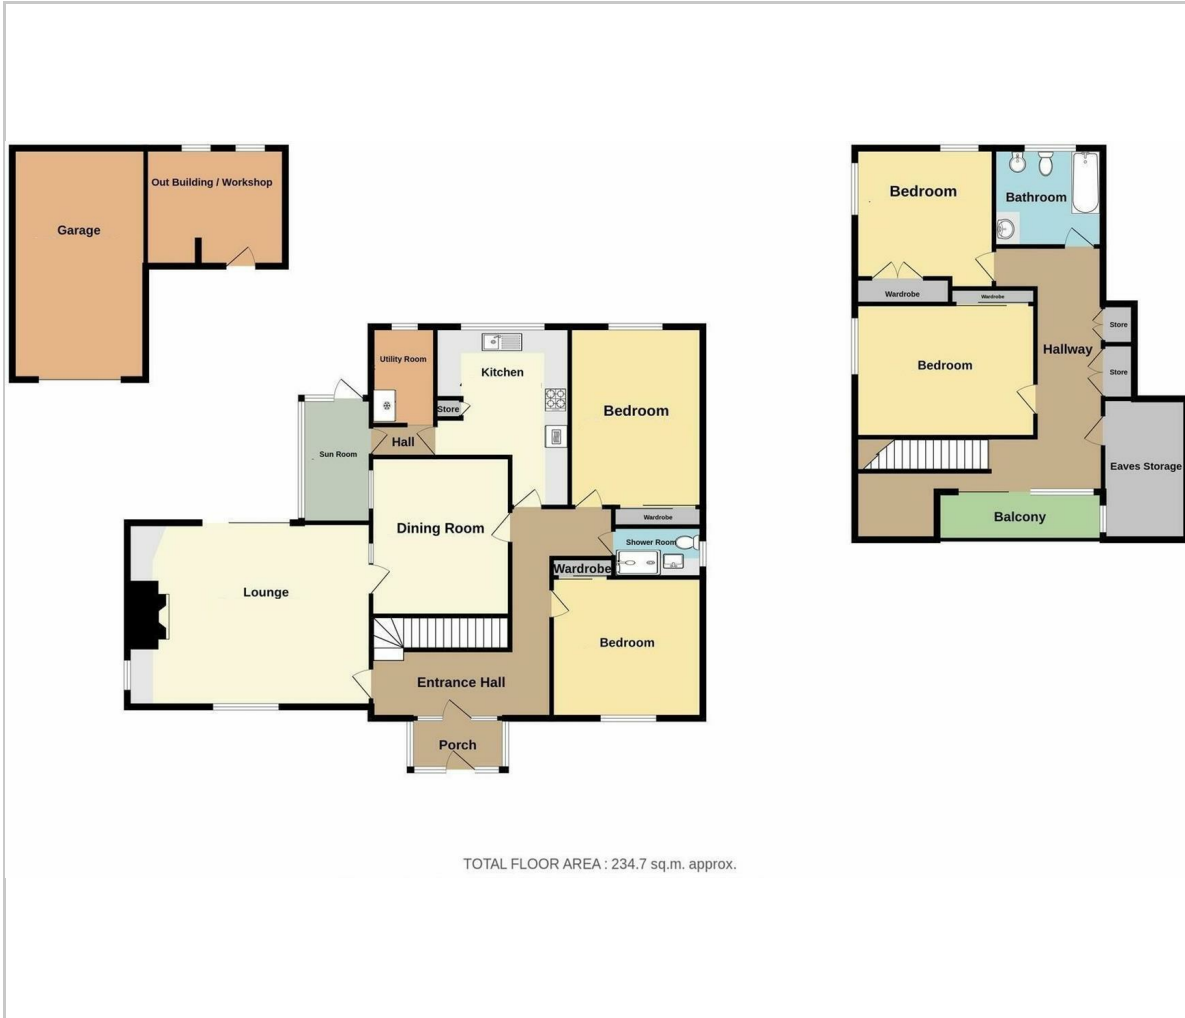 Garage
Out Building / Workshop
Utility Room
Kitchen
Store
Hall
Bedroom
Sun Room
Dining Room
Wardrobe
Shower Room
Wardrobe
Lounge
Bedroom
Entrance Hall
Porch
Bedroom
Bathroom
Wardrobe
Wardrobe
Store
Hallway
Bedroom
Store
Eaves Storage
Balcony
TOTAL FLOOR AREA : 234.7 sq.m. approx.